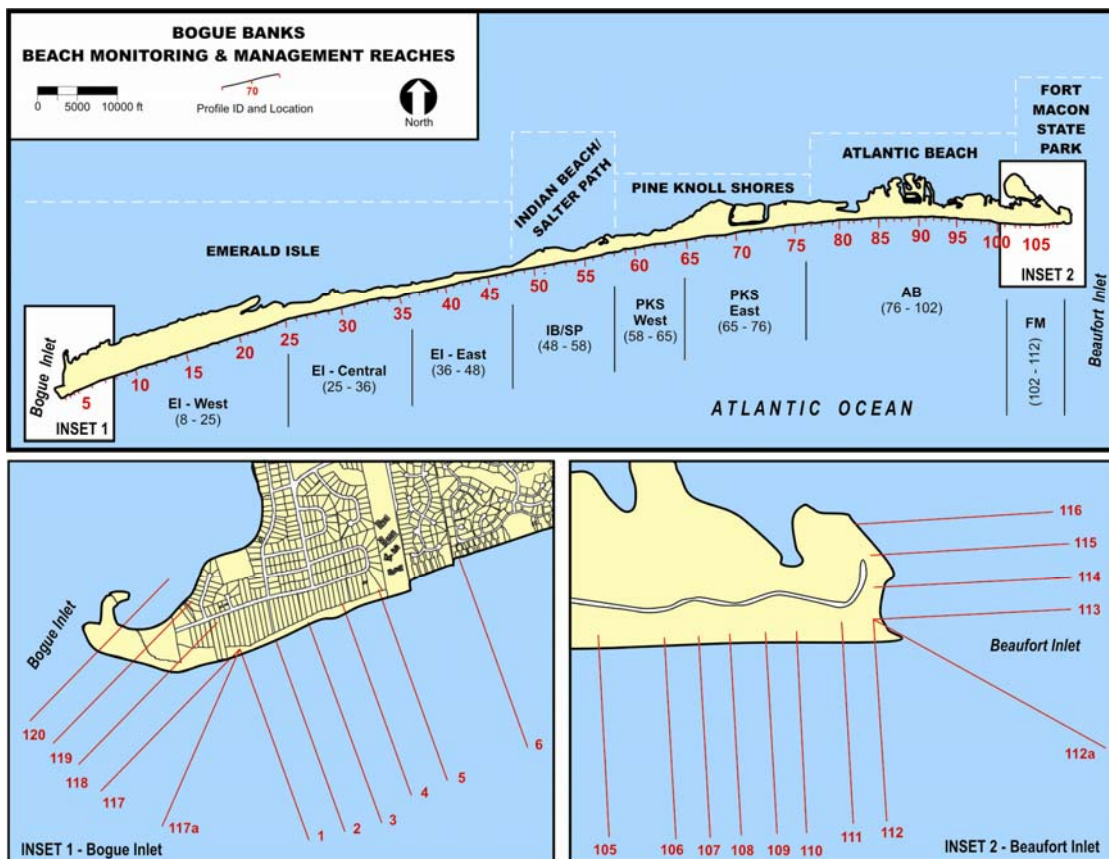 BOGUE BANKS
BEACH MONITORING & MANAGEMENT REACHES
0 5000 10000 ft
70
Profile ID and Location
North
FORT
MACON
STATE
PARK
ATLANTIC BEACH
INDIAN BEACH/
SALTER PATH
PINE KNOLL SHORES
EMERALD ISLE
Bogue Inlet
Beaufort Inlet
5 10 15 20 25 30 35 40 45 50 55 60 65 70 75 80 85 90 95 100 105
INSET 1
INSET 2
EI - West
(8 - 25)
EI - Central
(25 - 36)
EI - East
(36 - 48)
IB/SP
(48 - 58)
PKS
West
(58 - 65)
PKS
East
(65 - 76)
AB
(76 - 102)
FM
(102 - 112)
ATLANTIC OCEAN
Bogue Inlet
120
119
118
117
117a
1
2
3
4
5
6
INSET 1 - Bogue Inlet
116
115
114
113
Beaufort Inlet
112a
105 106 107 108 109 110 111 112
INSET 2 - Beaufort Inlet